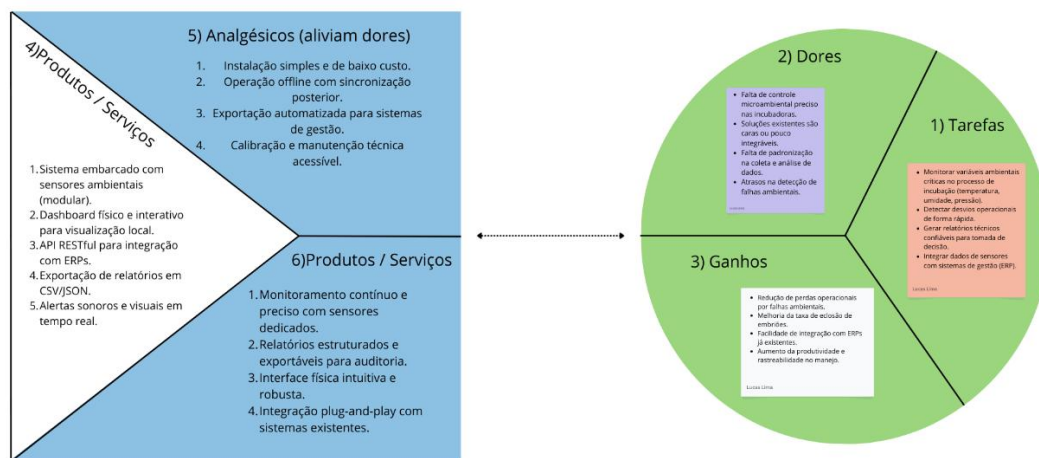 4)Produtos / Serviços
1.Sistema embarcado com
sensores ambientais
(modular).
2.Dashboard físico e interativo
para visualização local.
3.API RESTful para integração
com ERPs.
4.Exportação de relatórios em
CSV/JSON.
5.Alertas sonoros e visuais em
tempo real.
5) Analgésicos (aliviam dores)
1. Instalação simples e de baixo custo.
2. Operação offline com sincronização
posterior.
3. Exportação automatizada para sistemas
de gestão.
4. Calibração e manutenção técnica
acessível.
6)Produtos / Serviços
1.Monitoramento contínuo e
preciso com sensores
dedicados.
2.Relatórios estruturados e
exportáveis para auditoria.
3.Interface física intuitiva e
robusta.
4.Integração plug-and-play com
sistemas existentes.
2) Dores
• Falta de controle
microambiental preciso
nas incubadoras.
• Soluções existentes são
caras ou pouco
integráveis.
• Falta de padronização
na coleta e análise de
dados.
• Atrasos na detecção de
falhas ambientais.
1) Tarefas
• Monitorar variáveis ambientais
críticas no processo de
incubação (temperatura,
umidade, pressão).
• Detectar desvios operacionais
de forma rápida.
• Gerar relatórios técnicos
confiáveis para tomada de
decisão.
• Integrar dados de sensores
com sistemas de gestão (ERP).
Lucas Lima
3) Ganhos
• Redução de perdas operacionais
por falhas ambientais.
• Melhoria da taxa de eclosão de
embriões.
• Facilidade de integração com ERPs
já existentes.
• Aumento da produtividade e
rastreabilidade no manejo.
Lucas Lima